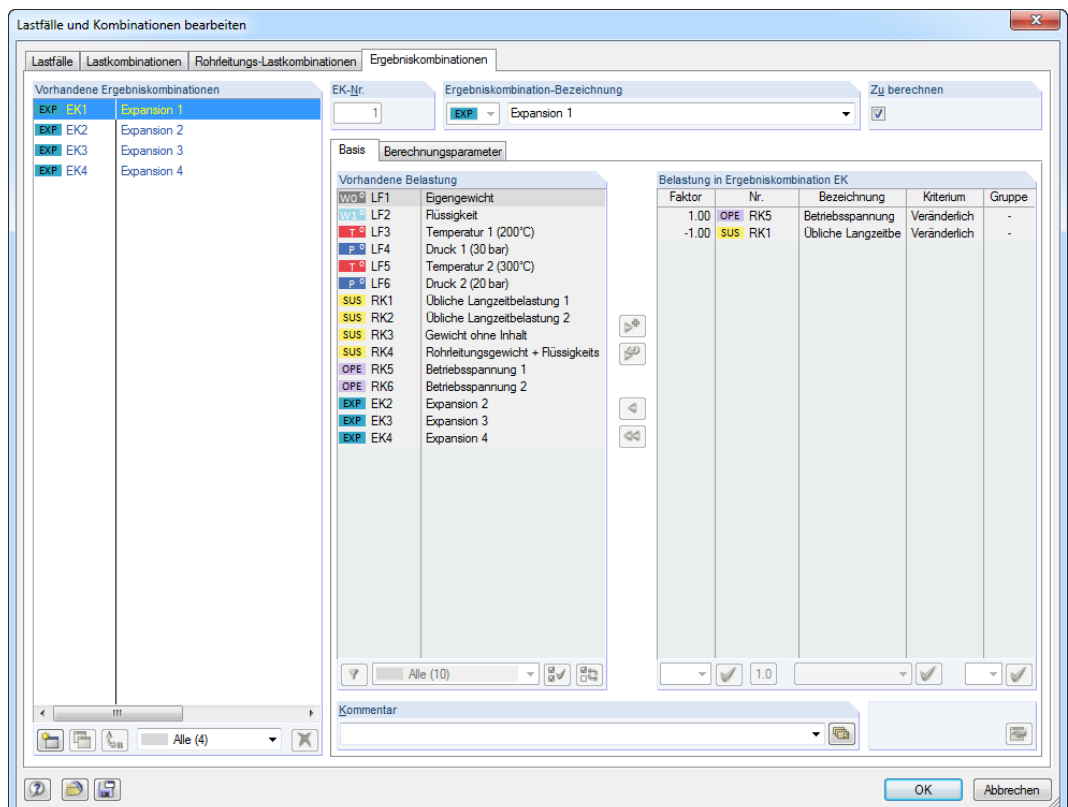 Lastfälle und Kombinationen bearbeiten
x
Lastfälle Lastkombinationen Rohrleitungs-Lastkombinationen Ergebniskombinationen
Vorhandene Ergebniskombinationen
EXP EK1 Expansion 1
EXP EK2 Expansion 2
EXP EK3 Expansion 3
EXP EK4 Expansion 4
Alle (4)
EK-Nr.
1
Ergebniskombination-Bezeichnung
EXP Expansion 1
Zu berechnen
Basis Berechnungsparameter
Vorhandene Belastung
W0 G LF1 Eigengewicht
W1 G LF2 Flüssigkeit
T G LF3 Temperatur 1 (200°C)
P G LF4 Druck 1 (30 bar)
T G LF5 Temperatur 2 (300°C)
P G LF6 Druck 2 (20 bar)
SUS RK1 Übliche Langzeitbelastung 1
SUS RK2 Übliche Langzeitbelastung 2
SUS RK3 Gewicht ohne Inhalt
SUS RK4 Rohrleitungsgewicht + Flüssigkeits
OPE RK5 Betriebsspannung 1
OPE RK6 Betriebsspannung 2
EXP EK2 Expansion 2
EXP EK3 Expansion 3
EXP EK4 Expansion 4
Alle (10)
Belastung in Ergebniskombination EK
Faktor Nr. Bezeichnung Kriterium Gruppe
1.00 OPE RK5 Betriebsspannung Veränderlich -
-1.00 SUS RK1 Übliche Langzeitbe Veränderlich -
1.0
Kommentar
OK Abbrechen